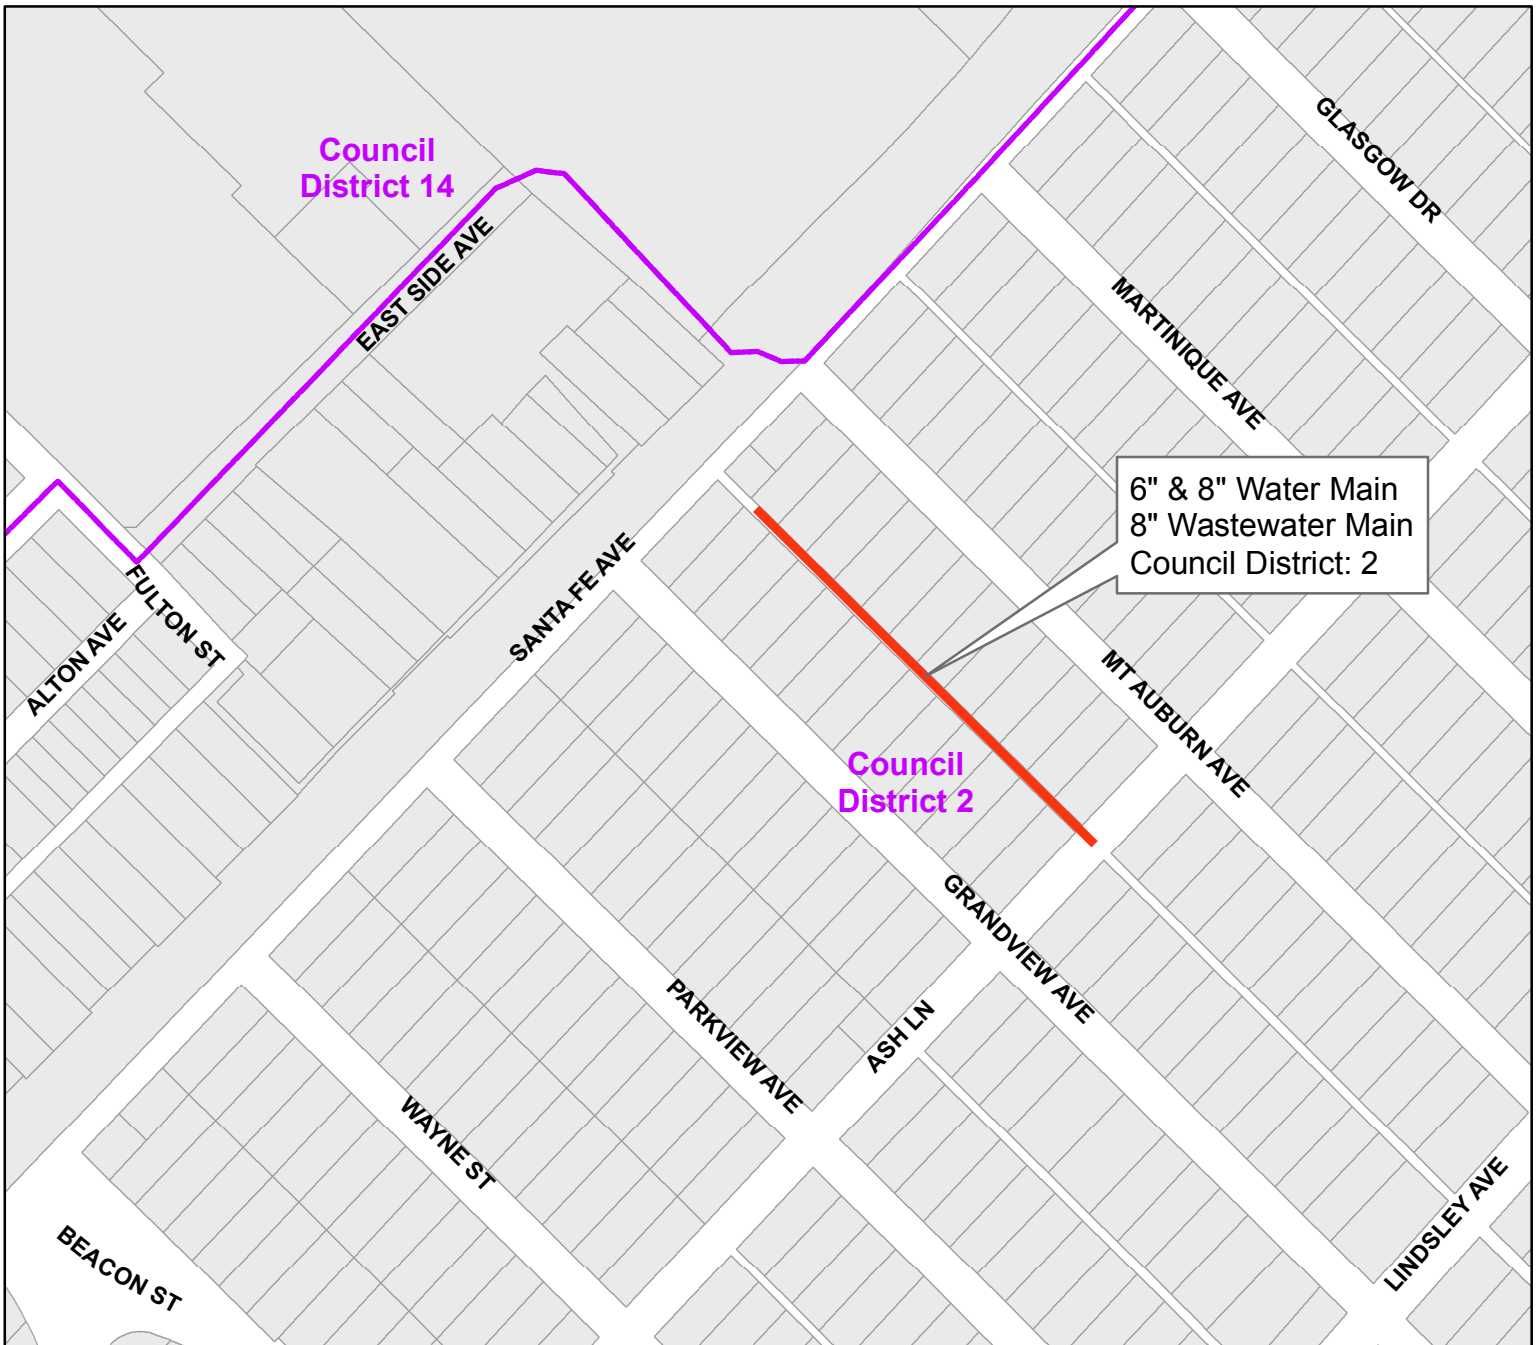 GLASGOW DR
Council
District 14
EAST SIDE AVE
MARTINIQUE AVE
6" & 8" Water Main
8" Wastewater Main
Council District: 2
SANTA FE AVE
FULTON ST
ALTON AVE
MT AUBURN AVE
Council
District 2
GRANDVIEW AVE
PARKVIEW AVE
ASH LN
WAYNE ST
LINDSLEY AVE
BEACON ST